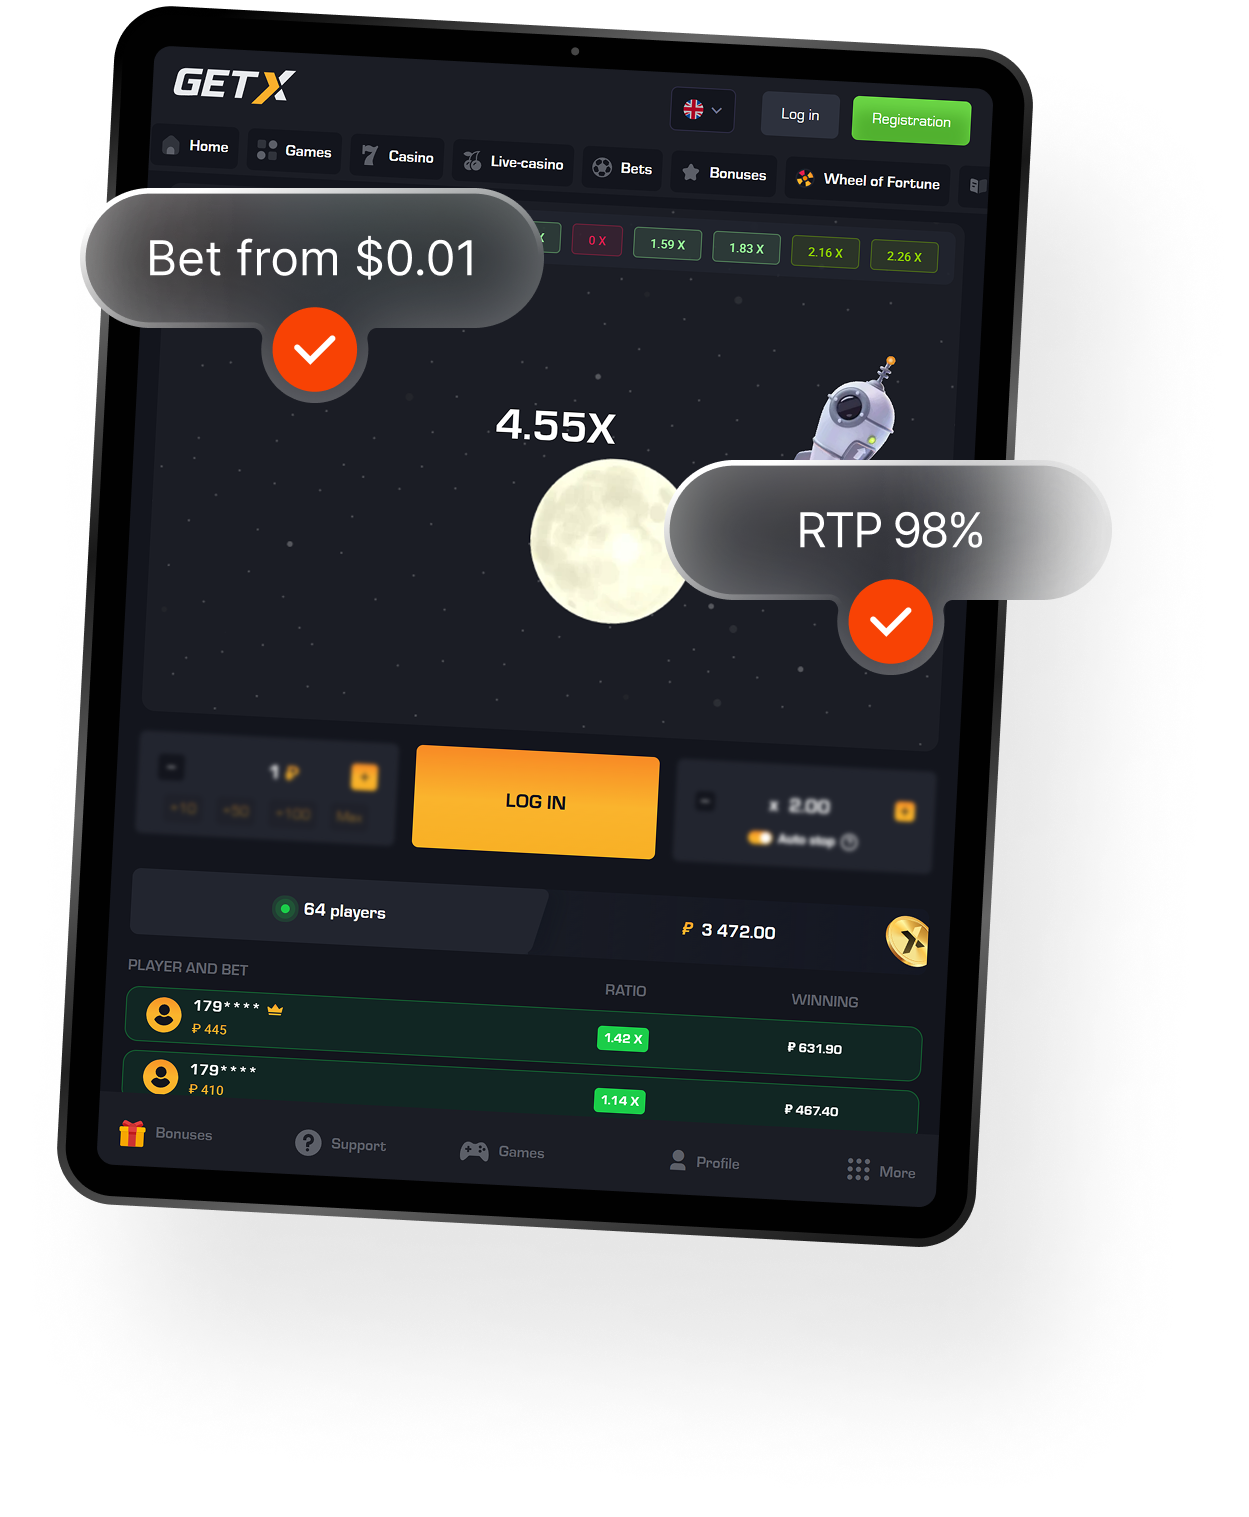 GETX
Log in
Registration
Home
Games
Casino
Live-casino
Bets
Bonuses
Wheel of Fortune
Bet from $0.01
X
0 X
1.59 X
1.83 X
2.16 X
2.26 X
4.55X
RTP 98%
1 ₽
+10
+50
+100
Max
LOG IN
x 2.00
Auto stop
64 players
₽ 3 472.00
PLAYER AND BET
RATIO
WINNING
179****
₽ 445
1.42 X
₽ 631.90
179****
₽ 410
1.14 X
₽ 467.40
Bonuses
Support
Games
Profile
More